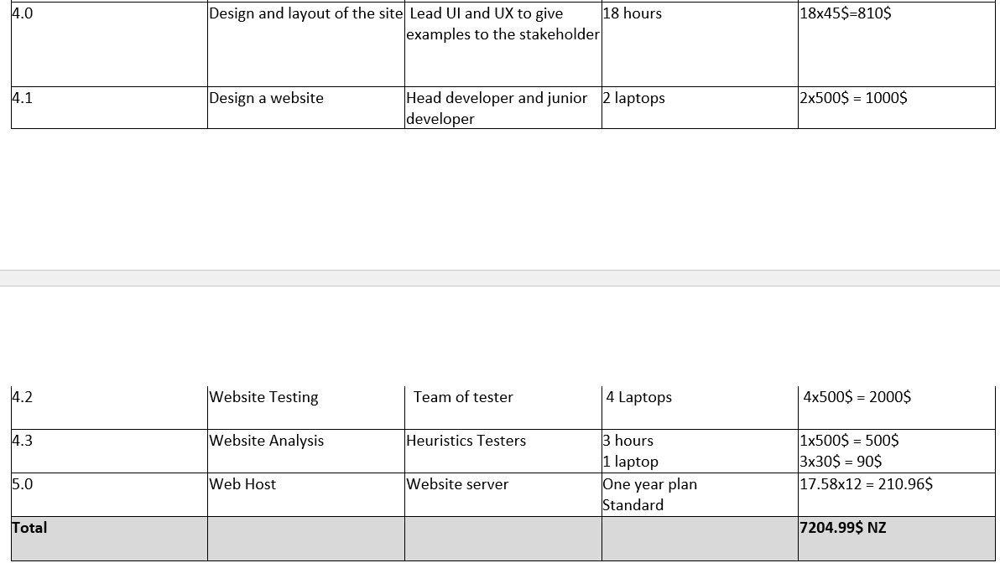 4.0 Design and layout of the site Lead UI and UX to give 18 hours 18x45$=810$
examples to the stakeholder
4.1 Design a website Head developer and junior 2 laptops 2x500$ = 1000$
developer
4.2 Website Testing Team of tester 4 Laptops 4x500$ = 2000$
4.3 Website Analysis Heuristics Testers 3 hours 1x500$ = 500$
1 laptop 3x30$ = 90$
5.0 Web Host Website server One year plan 17.58x12 = 210.96$
Standard
Total 7204.99$ NZ